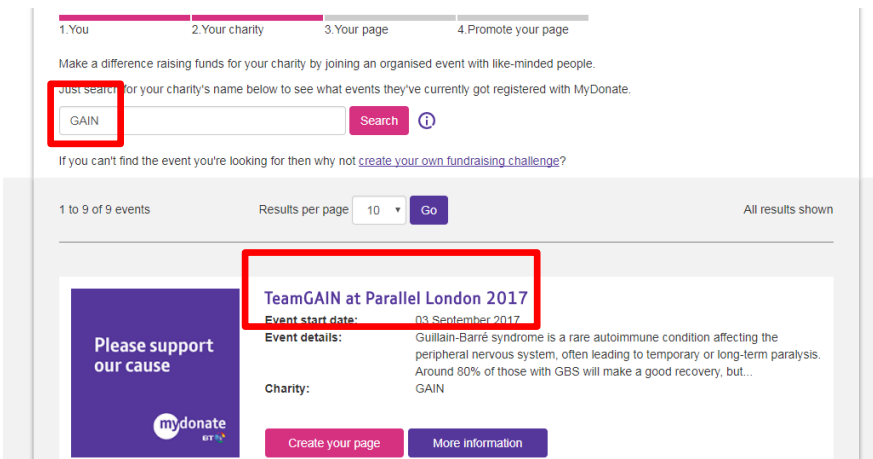 1.You 2.Your charity 3.Your page 4.Promote your page
Make a difference raising funds for your charity by joining an organised event with like-minded people.
Just search for your charity's name below to see what events they've currently got registered with MyDonate.
GAIN Search i
If you can't find the event you're looking for then why not create your own fundraising challenge?
1 to 9 of 9 events Results per page 10 Go All results shown
TeamGAIN at Parallel London 2017
Event start date: 03 September 2017
Event details: Guillain-Barré syndrome is a rare autoimmune condition affecting the
peripheral nervous system, often leading to temporary or long-term paralysis.
Around 80% of those with GBS will make a good recovery, but...
Charity: GAIN
Please support
our cause
mydonate
BT
Create your page More information